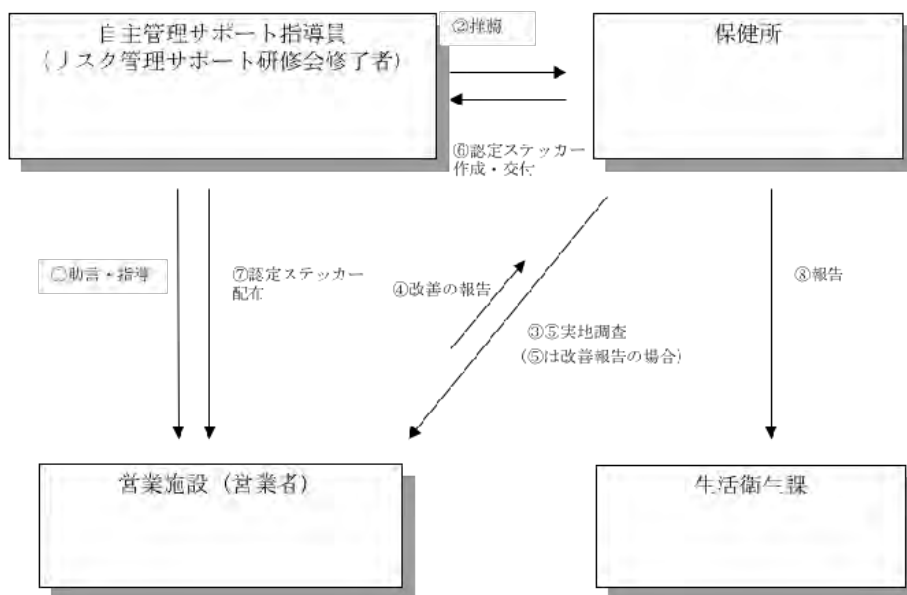 自主管理サポート指導員
(リスク管理サポート研修会修了者)
②推薦
保健所
⑥認定ステッカー
作成・交付
①助言・指導
⑦認定ステッカー
配布
④改善の報告
③⑤実地調査
(⑤は改善報告の場合)
⑧報告
営業施設(営業者)
生活衛生課